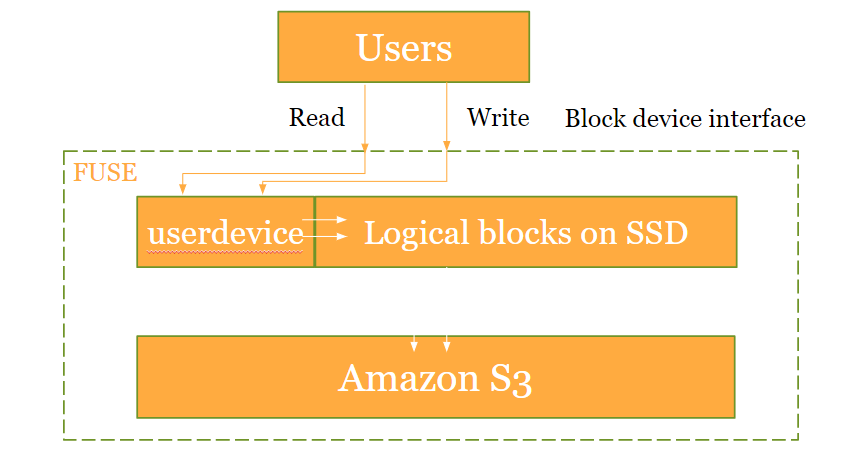 Users
Read
Write
Block device interface
FUSE
userdevice
Logical blocks on SSD
Amazon S3